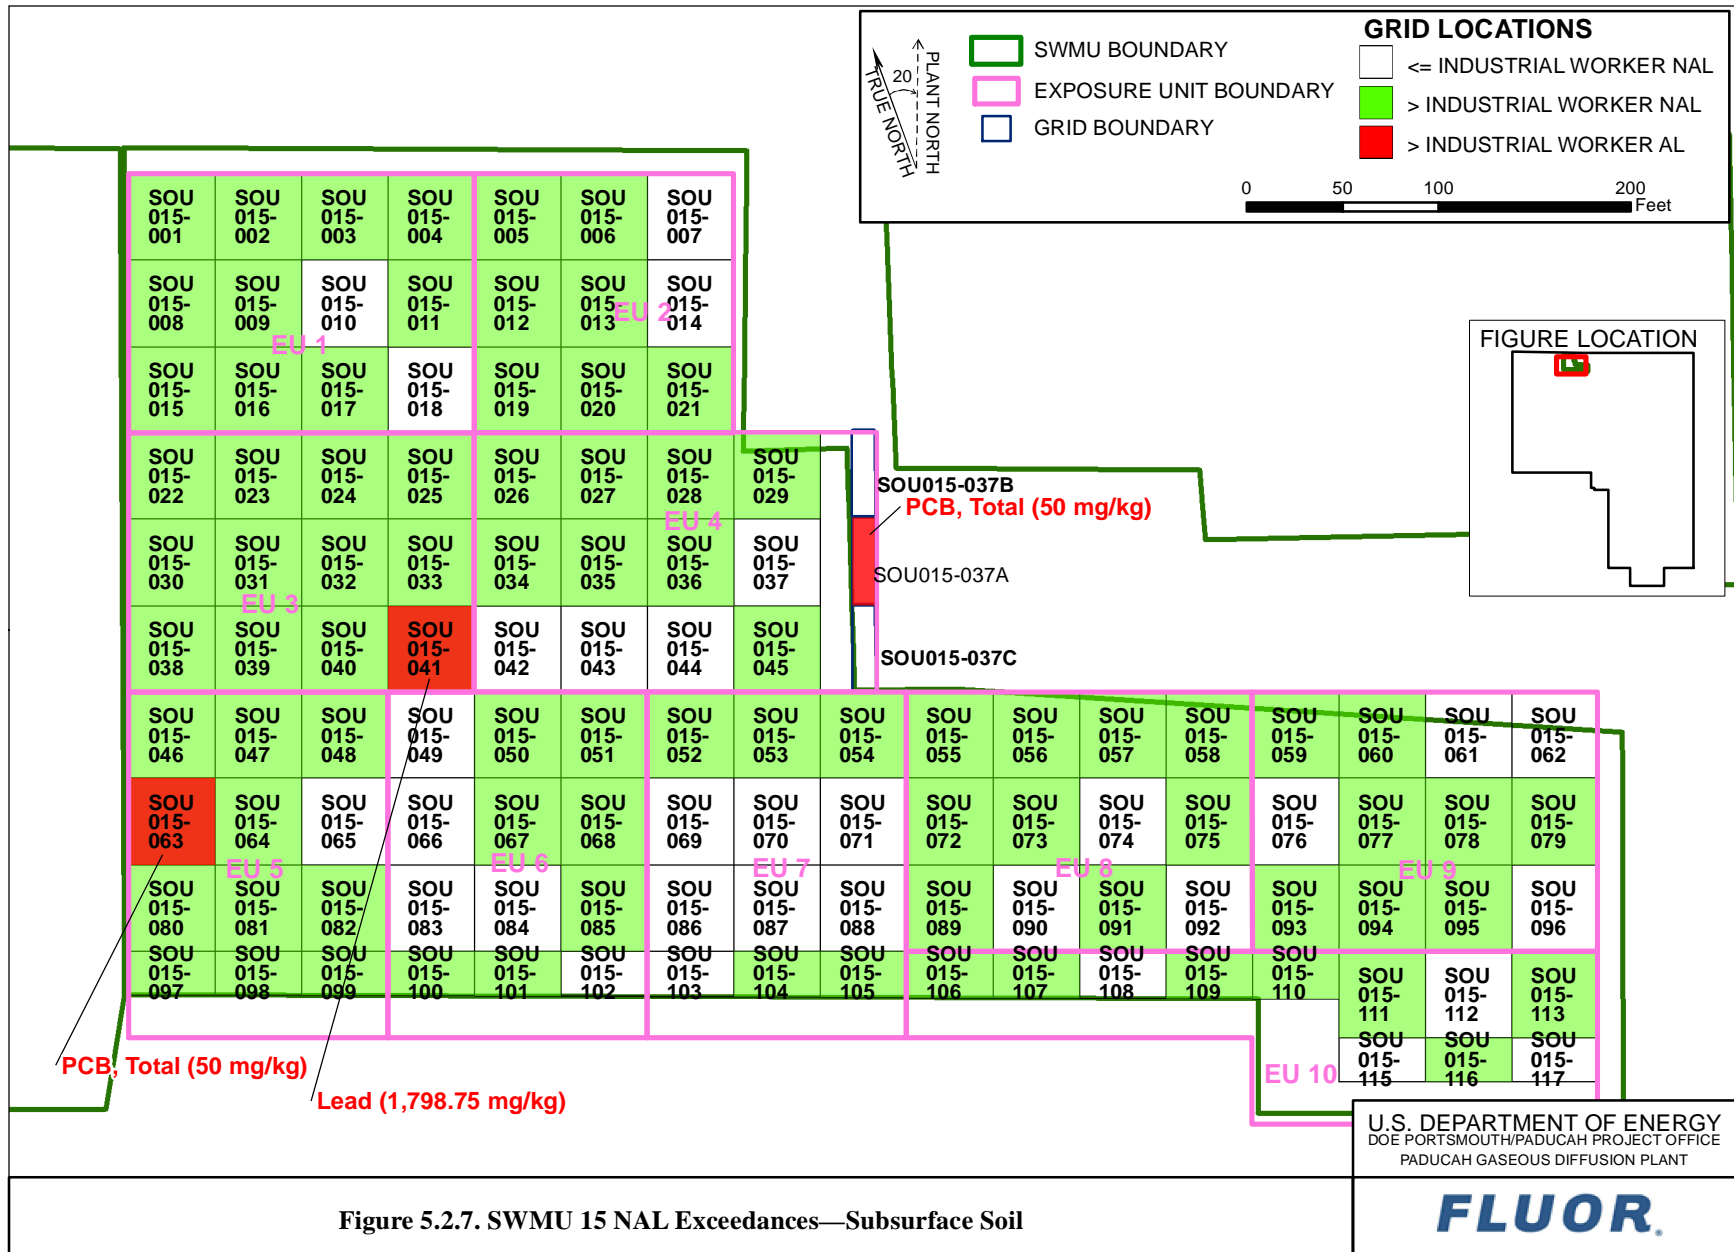 GRID LOCATIONS
SWMU BOUNDARY
EXPOSURE UNIT BOUNDARY
GRID BOUNDARY
<= INDUSTRIAL WORKER NAL
> INDUSTRIAL WORKER NAL
> INDUSTRIAL WORKER AL
TRUE NORTH
20
PLANT NORTH
0 50 100 200
Feet
FIGURE LOCATION
SOU 015-001
SOU 015-002
SOU 015-003
SOU 015-004
SOU 015-005
SOU 015-006
SOU 015-007
SOU 015-008
SOU 015-009
SOU 015-010
SOU 015-011
SOU 015-012
SOU 015-013
SOU 015-014
EU 1
EU 2
SOU 015-015
SOU 015-016
SOU 015-017
SOU 015-018
SOU 015-019
SOU 015-020
SOU 015-021
SOU 015-022
SOU 015-023
SOU 015-024
SOU 015-025
SOU 015-026
SOU 015-027
SOU 015-028
SOU 015-029
SOU015-037B
PCB, Total (50 mg/kg)
SOU 015-030
SOU 015-031
SOU 015-032
SOU 015-033
SOU 015-034
SOU 015-035
SOU 015-036
SOU 015-037
SOU015-037A
EU 3
EU 4
SOU 015-038
SOU 015-039
SOU 015-040
SOU 015-041
SOU 015-042
SOU 015-043
SOU 015-044
SOU 015-045
SOU015-037C
SOU 015-046
SOU 015-047
SOU 015-048
SOU 015-049
SOU 015-050
SOU 015-051
SOU 015-052
SOU 015-053
SOU 015-054
SOU 015-055
SOU 015-056
SOU 015-057
SOU 015-058
SOU 015-059
SOU 015-060
SOU 015-061
SOU 015-062
SOU 015-063
SOU 015-064
SOU 015-065
SOU 015-066
SOU 015-067
SOU 015-068
SOU 015-069
SOU 015-070
SOU 015-071
SOU 015-072
SOU 015-073
SOU 015-074
SOU 015-075
SOU 015-076
SOU 015-077
SOU 015-078
SOU 015-079
EU 5
EU 6
EU 7
EU 8
EU 9
SOU 015-080
SOU 015-081
SOU 015-082
SOU 015-083
SOU 015-084
SOU 015-085
SOU 015-086
SOU 015-087
SOU 015-088
SOU 015-089
SOU 015-090
SOU 015-091
SOU 015-092
SOU 015-093
SOU 015-094
SOU 015-095
SOU 015-096
SOU 015-097
SOU 015-098
SOU 015-099
SOU 015-100
SOU 015-101
SOU 015-102
SOU 015-103
SOU 015-104
SOU 015-105
SOU 015-106
SOU 015-107
SOU 015-108
SOU 015-109
SOU 015-110
SOU 015-111
SOU 015-112
SOU 015-113
SOU 015-115
SOU 015-116
SOU 015-117
EU 10
PCB, Total (50 mg/kg)
Lead (1,798.75 mg/kg)
U.S. DEPARTMENT OF ENERGY
DOE PORTSMOUTH/PADUCAH PROJECT OFFICE
PADUCAH GASEOUS DIFFUSION PLANT
Figure 5.2.7. SWMU 15 NAL Exceedances—Subsurface Soil
FLUOR®